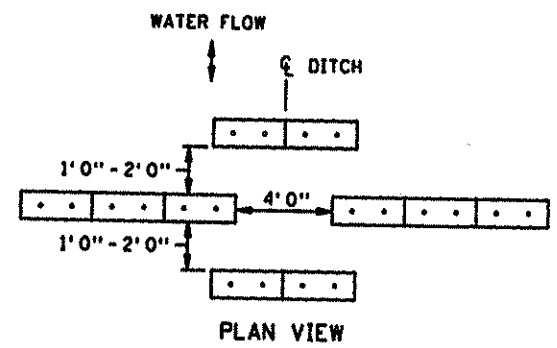 WATER FLOW
℄ DITCH
1'0"-2'0"
4'0"
1'0"-2'0"
PLAN VIEW